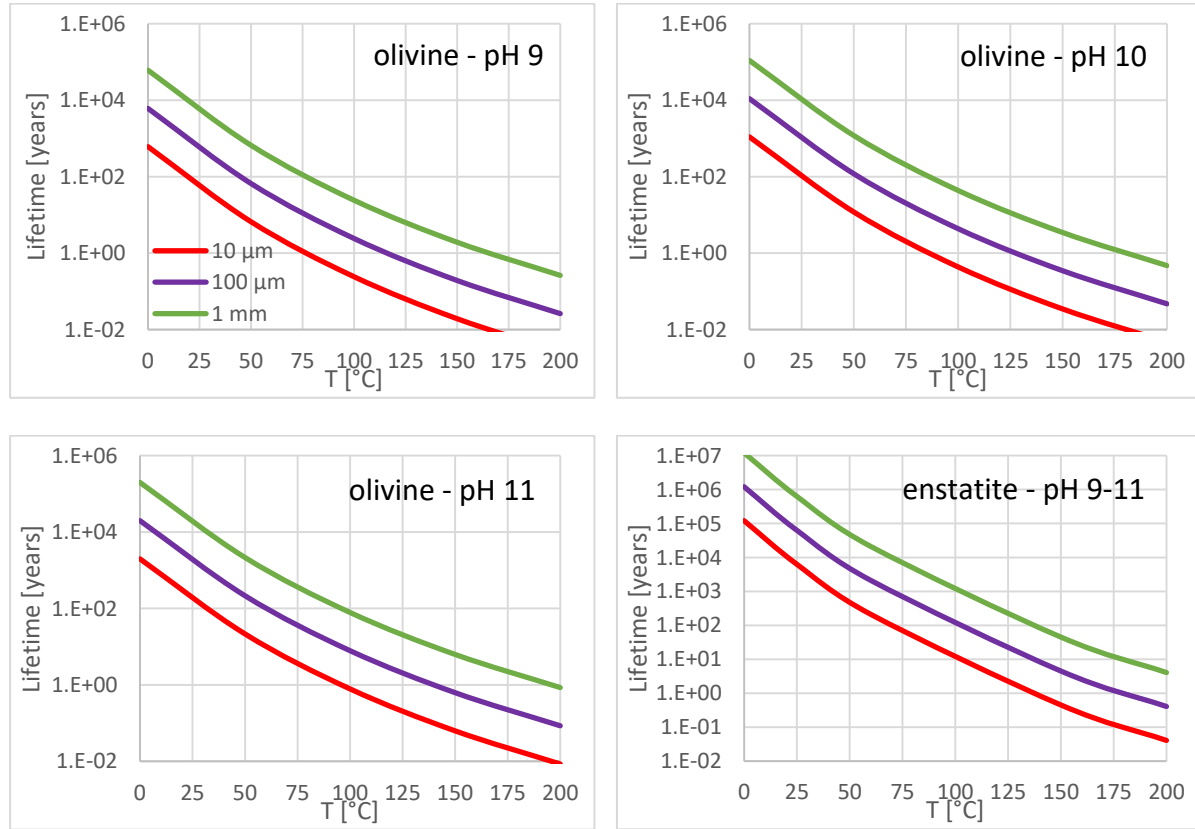 olivine - pH 9
Lifetime [years]
1.E+06
1.E+04
1.E+02
1.E+00
1.E-02
10 µm
100 µm
1 mm
0 25 50 75 100 125 150 175 200
T [°C]
olivine - pH 10
Lifetime [years]
1.E+06
1.E+04
1.E+02
1.E+00
1.E-02
0 25 50 75 100 125 150 175 200
T [°C]
olivine - pH 11
Lifetime [years]
1.E+06
1.E+04
1.E+02
1.E+00
1.E-02
0 25 50 75 100 125 150 175 200
T [°C]
enstatite - pH 9-11
Lifetime [years]
1.E+07
1.E+06
1.E+05
1.E+04
1.E+03
1.E+02
1.E+01
1.E+00
1.E-01
1.E-02
0 25 50 75 100 125 150 175 200
T [°C]